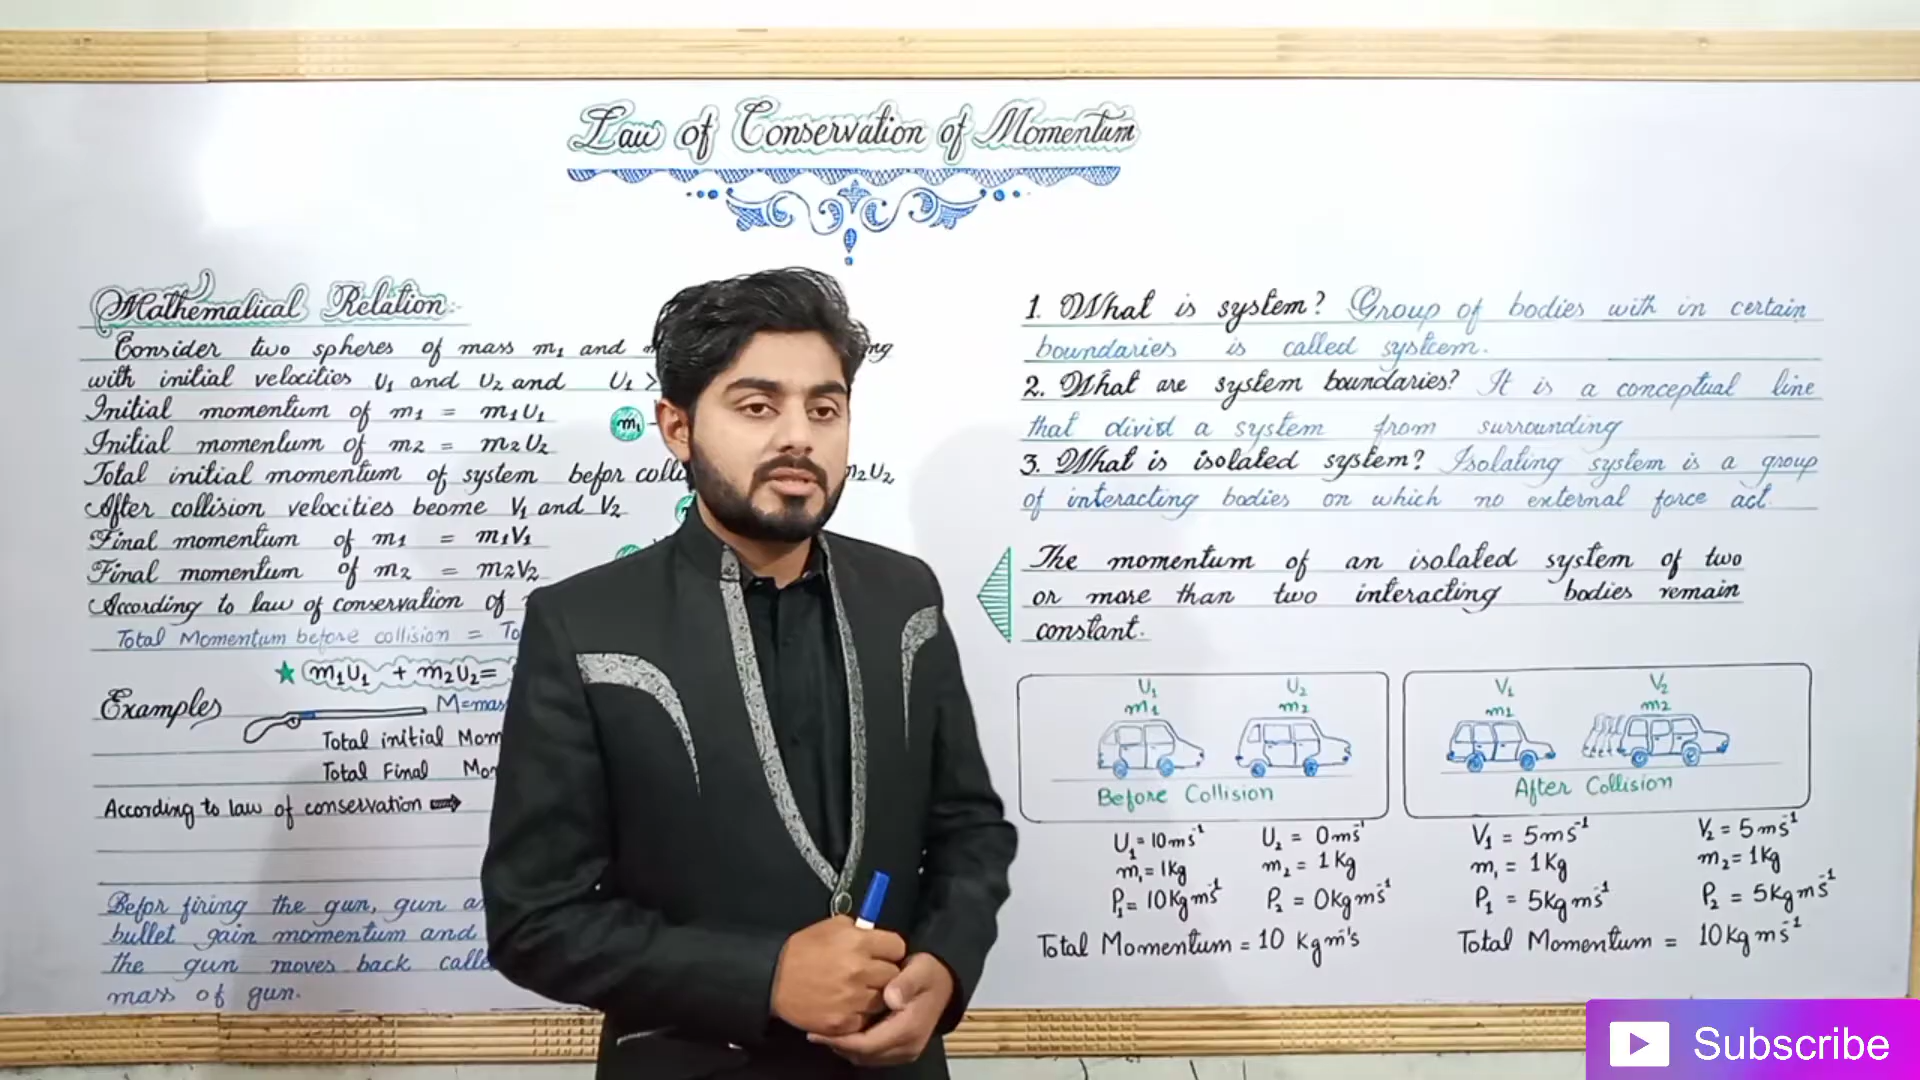 Law of Conservation of Momentum
Mathematical Relation
Consider two spheres of mass m₁ and
with initial velocities U₁ and U₂ and U₁ >
Initial momentum of m₁ = m₁U₁
Initial momentum of m₂ = m₂U₂
Total initial momentum of system befor
m₂U₂
After collision velocities beome V₁ and V₂
Final momentum of m₁ = m₁V₁
Final momentum of m₂ = m₂V₂
According to law of conservation of
Total Momentum before collision =
m₁U₁ + m₂U₂ =
m₁
Examples
Total initial
Total Final
According to law of conservation
Befor firing the gun, gun
bullet gain momentum and
the gun moves back
mass of gun.
1. What is system? Group of bodies with in certain
boundaries is called systcem.
2. What are system boundaries? It is a conceptual line
that divid a system from surrounding
3. What is isolated system? Isolating system is a group
of interacting bodies on which no external force act.
The momentum of an isolated system of two
or more than two interacting bodies remain
constant.
U₁ U₂
m₁ m₂
Before Collision
V₁ V₂
m₁ m₂
After Collision
U₁ = 10ms⁻¹ U₂ = 0ms⁻¹
m₁ = 1Kg m₂ = 1Kg
P₁ = 10Kgms⁻¹ P₂ = 0Kgms⁻¹
Total Momentum = 10 Kgm's
V₁ = 5ms⁻¹ V₂ = 5ms⁻¹
m₁ = 1Kg m₂ = 1Kg
P₁ = 5Kgms⁻¹ P₂ = 5Kgms⁻¹
Total Momentum = 10Kgms⁻¹
Subscribe